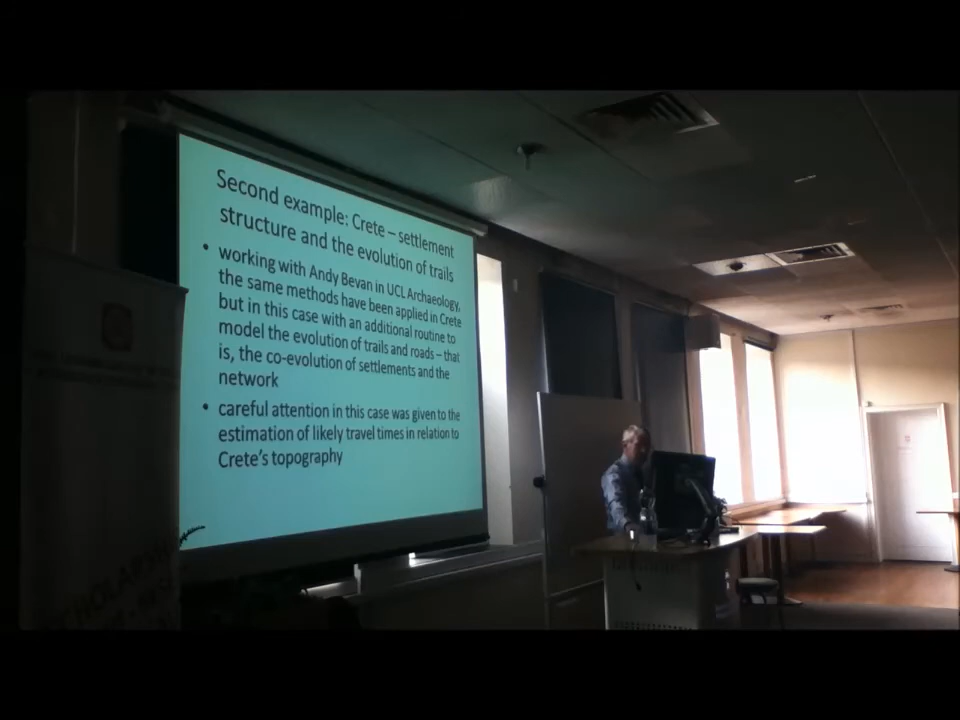 Second example: Crete – settlement
structure and the evolution of trails
• working with Andy Bevan in UCL Archaeology,
the same methods have been applied in Crete
but in this case with an additional routine to
model the evolution of trails and roads – that
is, the co-evolution of settlements and the
network
• careful attention in this case was given to the
estimation of likely travel times in relation to
Crete's topography